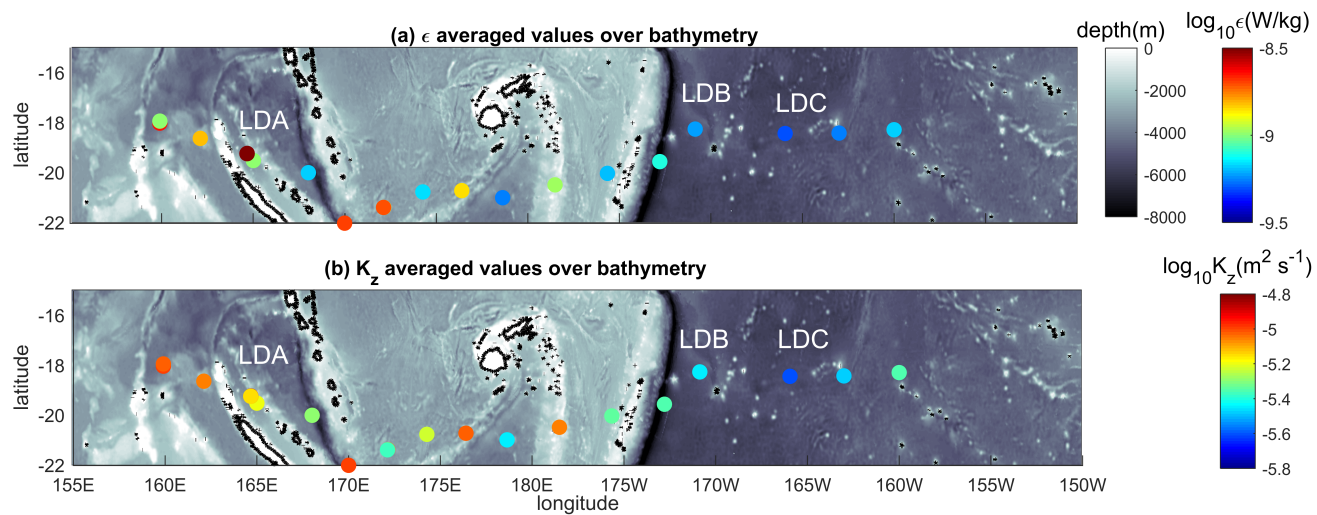 (a) ϵ averaged values over bathymetry
depth(m)
log10ϵ(W/kg)
latitude
-16
-18
-20
-22
LDA
LDB
LDC
0
-2000
-4000
-6000
-8000
-8.5
-9
-9.5
(b) Kz averaged values over bathymetry
log10Kz(m2 s-1)
latitude
-16
-18
-20
-22
LDA
LDB
LDC
-4.8
-5
-5.2
-5.4
-5.6
-5.8
155E 160E 165E 170E 175E 180E 175W 170W 165W 160W 155W 150W
longitude